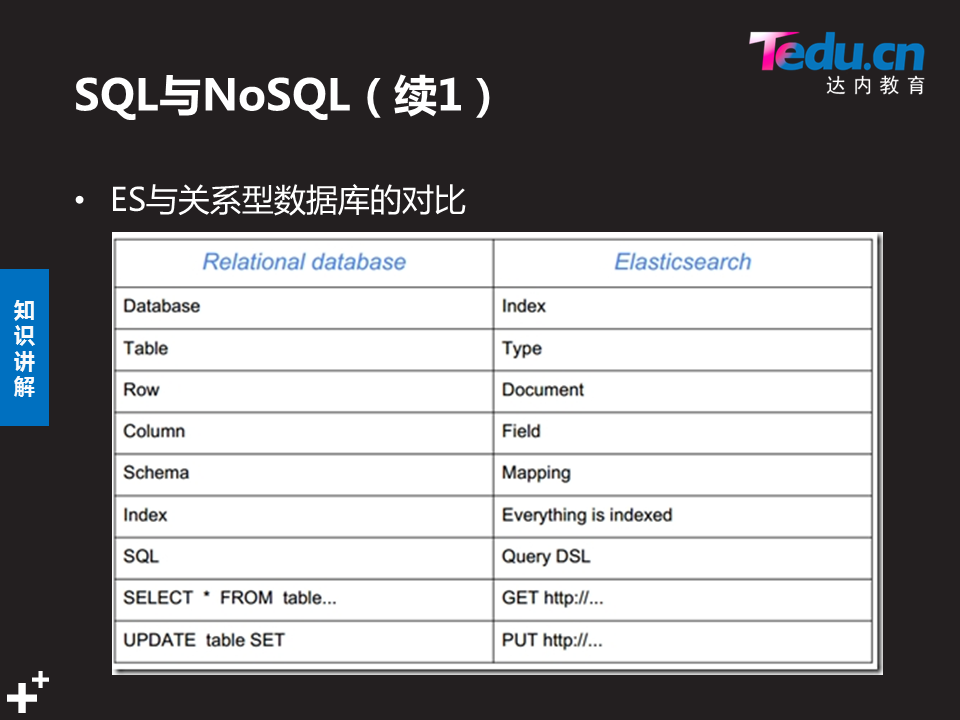 Tedu.cn
达内教育
SQL与NoSQL（续1）
• ES与关系型数据库的对比
知识讲解
Relational database Elasticsearch
Database Index
Table Type
Row Document
Column Field
Schema Mapping
Index Everything is indexed
SQL Query DSL
SELECT * FROM table... GET http://...
UPDATE table SET PUT http://...